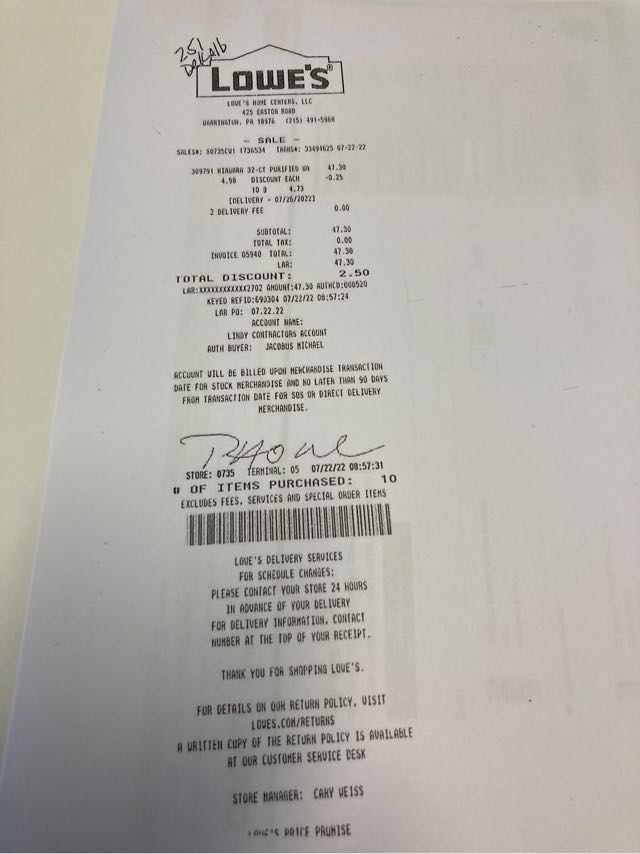 251
DeKalb
LOWE'S®
LOWE'S HOME CENTERS, LLC
425 EASTON ROAD
WARRINGTON, PA 18976 (215) 491-5968
- SALE -
SALES#: S0735CW1 1736534 TRANS#: 33494625 07-22-22
309791 NIAGARA 32-CT PURIFIED WA 47.30
4.98 DISCOUNT EACH -0.25
10 @ 4.73
[DELIVERY - 07/26/2022]
2 DELIVERY FEE 0.00
SUBTOTAL: 47.30
TOTAL TAX: 0.00
INVOICE 05940 TOTAL: 47.30
LAR: 47.30
TOTAL DISCOUNT: 2.50
LAR:XXXXXXXXXXXX2702 AMOUNT:47.30 AUTHCD:000520
KEYED REFID:690304 07/22/22 08:57:24
LAR PO: 07.22.22
ACCOUNT NAME:
LINDY CONTRACTORS ACCOUNT
AUTH BUYER: JACOBUS MICHAEL
ACCOUNT WILL BE BILLED UPON MERCHANDISE TRANSACTION
DATE FOR STOCK MERCHANDISE AND NO LATER THAN 90 DAYS
FROM TRANSACTION DATE FOR SOS OR DIRECT DELIVERY
MERCHANDISE.
STORE: 0735 TERMINAL: 05 07/22/22 08:57:31
# OF ITEMS PURCHASED: 10
EXCLUDES FEES, SERVICES AND SPECIAL ORDER ITEMS
LOWE'S DELIVERY SERVICES
FOR SCHEDULE CHANGES:
PLEASE CONTACT YOUR STORE 24 HOURS
IN ADVANCE OF YOUR DELIVERY
FOR DELIVERY INFORMATION, CONTACT
NUMBER AT THE TOP OF YOUR RECEIPT.
THANK YOU FOR SHOPPING LOWE'S.
FOR DETAILS ON OUR RETURN POLICY, VISIT
LOWES.COM/RETURNS
A WRITTEN COPY OF THE RETURN POLICY IS AVAILABLE
AT OUR CUSTOMER SERVICE DESK
STORE MANAGER: CARY WEISS
LOWE'S PRICE PROMISE